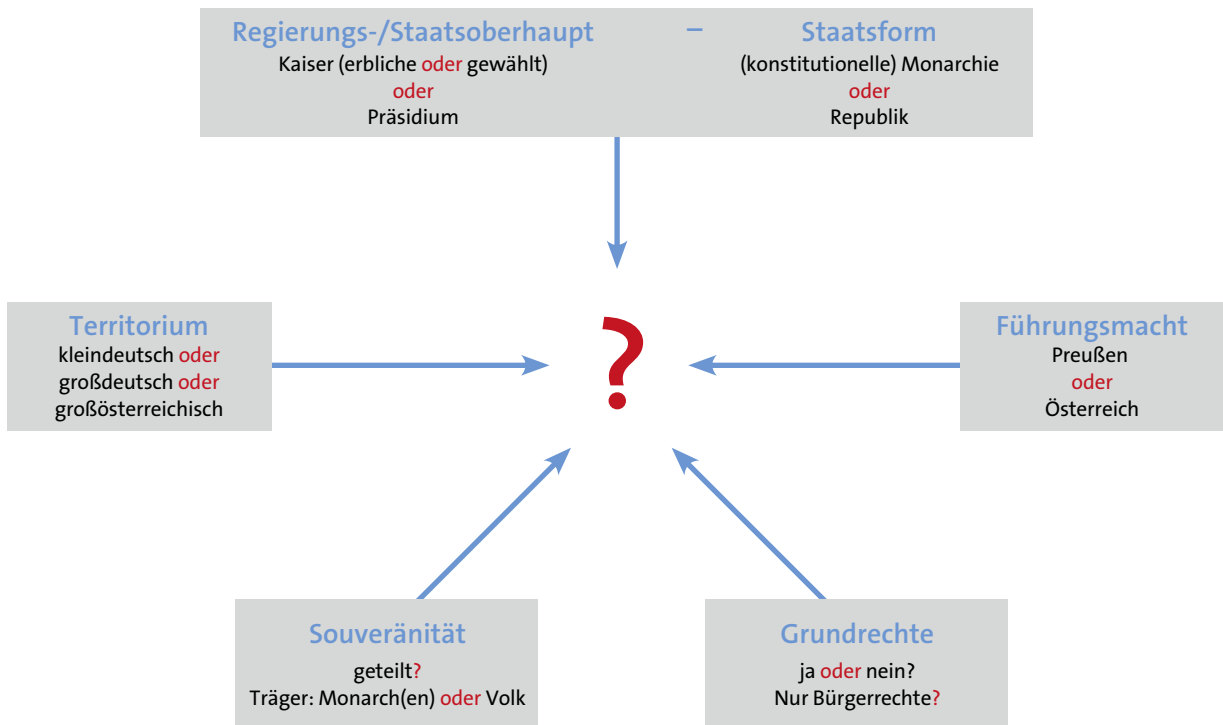 Regierungs-/Staatsoberhaupt – Staatsform
Kaiser (erbliche oder gewählt)
oder
Präsidium
(konstitutionelle) Monarchie
oder
Republik
Territorium
kleindeutsch oder
großdeutsch oder
großösterreichisch
?
Führungsmacht
Preußen
oder
Österreich
Souveränität
geteilt?
Träger: Monarch(en) oder Volk
Grundrechte
ja oder nein?
Nur Bürgerrechte?